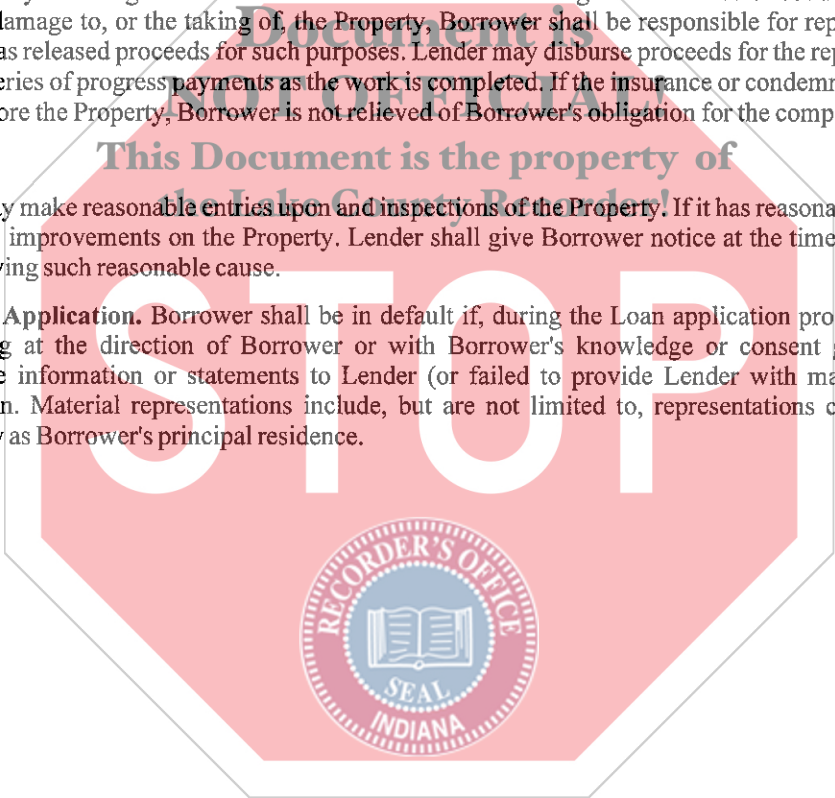 Document is
lamage to, or the taking of, the Property, Borrower shall be responsible for rep
as released proceeds for such purposes. Lender may disburse proceeds for the rep
eries of progress payments as the work is completed. If the insurance or condemn
NOT OFFICIAL!
ore the Property, Borrower is not relieved of Borrower's obligation for the comp
This Document is the property of
the Lake County Recorder!
y make reasonable entries upon and inspections of the Property. If it has reasona
improvements on the Property. Lender shall give Borrower notice at the time
ing such reasonable cause.
Application. Borrower shall be in default if, during the Loan application pro
g at the direction of Borrower or with Borrower's knowledge or consent
e information or statements to Lender (or failed to provide Lender with ma
n. Material representations include, but are not limited to, representations c
as Borrower's principal residence.
STOP
RECORDER'S OFFICE
SEAL
INDIANA